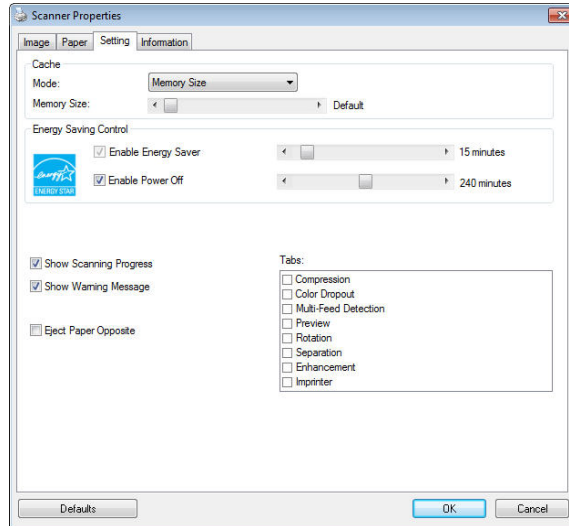 Scanner Properties
Image Paper Setting Information
Cache
Mode: Memory Size
Memory Size: Default
Energy Saving Control
Enable Energy Saver 15 minutes
energy
ENERGY STAR
Enable Power Off 240 minutes
Show Scanning Progress
Show Warning Message
Eject Paper Opposite
Tabs:
Compression
Color Dropout
Multi-Feed Detection
Preview
Rotation
Separation
Enhancement
Imprinter
Defaults OK Cancel